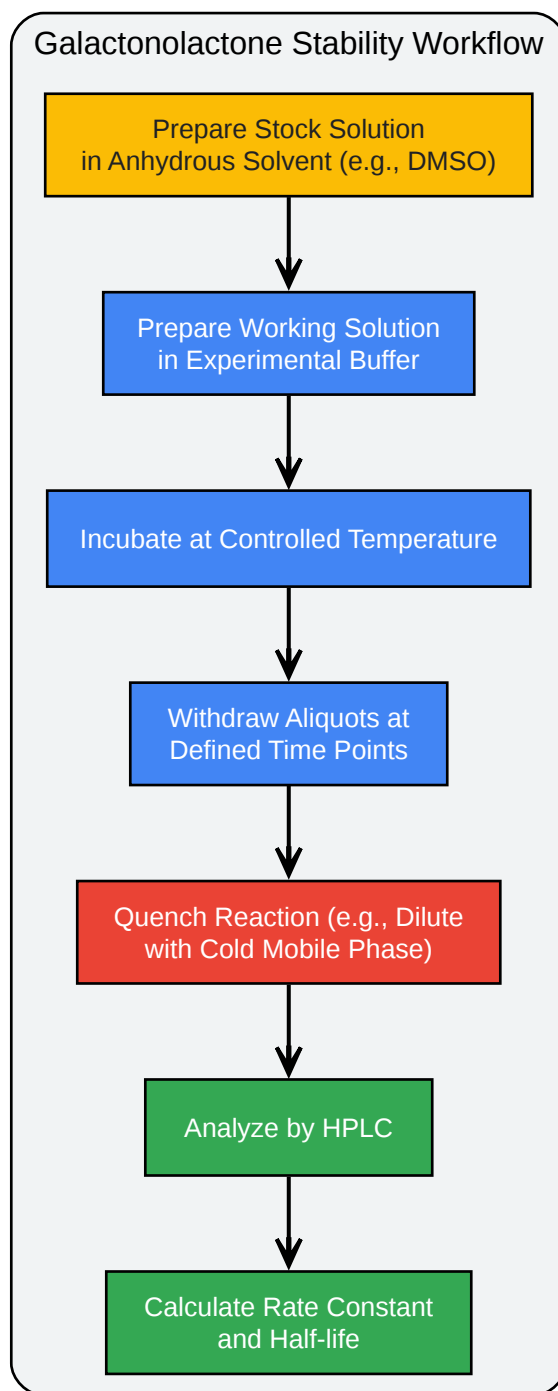 Galactonolactone Stability Workflow
Prepare Stock Solution
in Anhydrous Solvent (e.g., DMSO)
Prepare Working Solution
in Experimental Buffer
Incubate at Controlled Temperature
Withdraw Aliquots at
Defined Time Points
Quench Reaction (e.g., Dilute
with Cold Mobile Phase)
Analyze by HPLC
Calculate Rate Constant
and Half-life